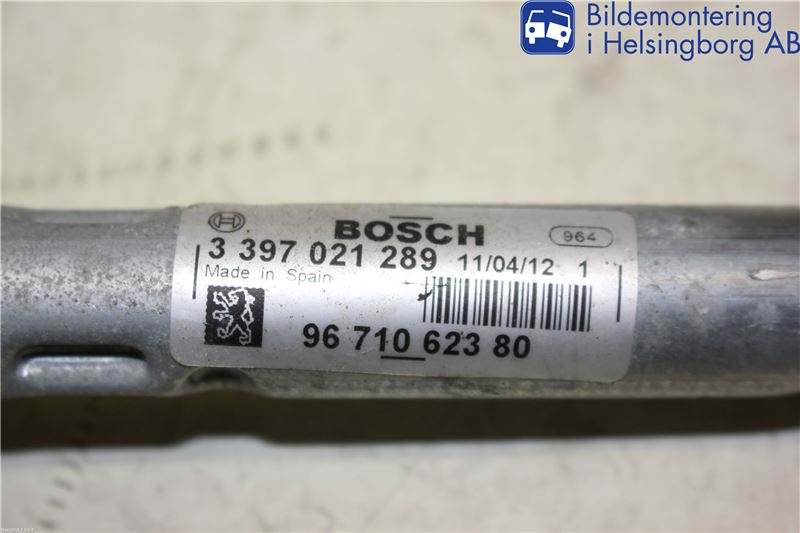 Bildemontering
i Helsingborg AB
BOSCH
964
3 397 021 289 11/04/12 1
Made in Spain
96 710 623 80